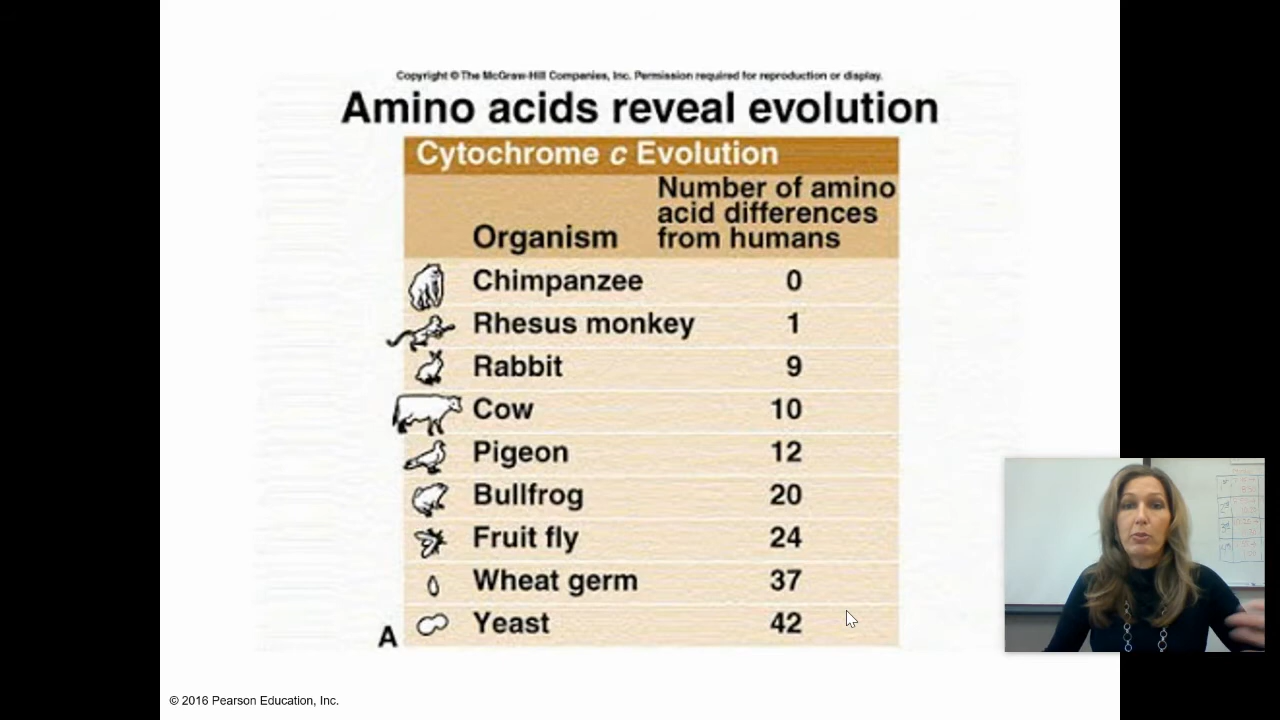 Copyright © The McGraw-Hill Companies, Inc. Permission required for reproduction or display.
Amino acids reveal evolution
Cytochrome c Evolution
Organism
Number of amino
acid differences
from humans
Chimpanzee 0
Rhesus monkey 1
Rabbit 9
Cow 10
Pigeon 12
Bullfrog 20
Fruit fly 24
Wheat germ 37
Yeast 42
A
© 2016 Pearson Education, Inc.